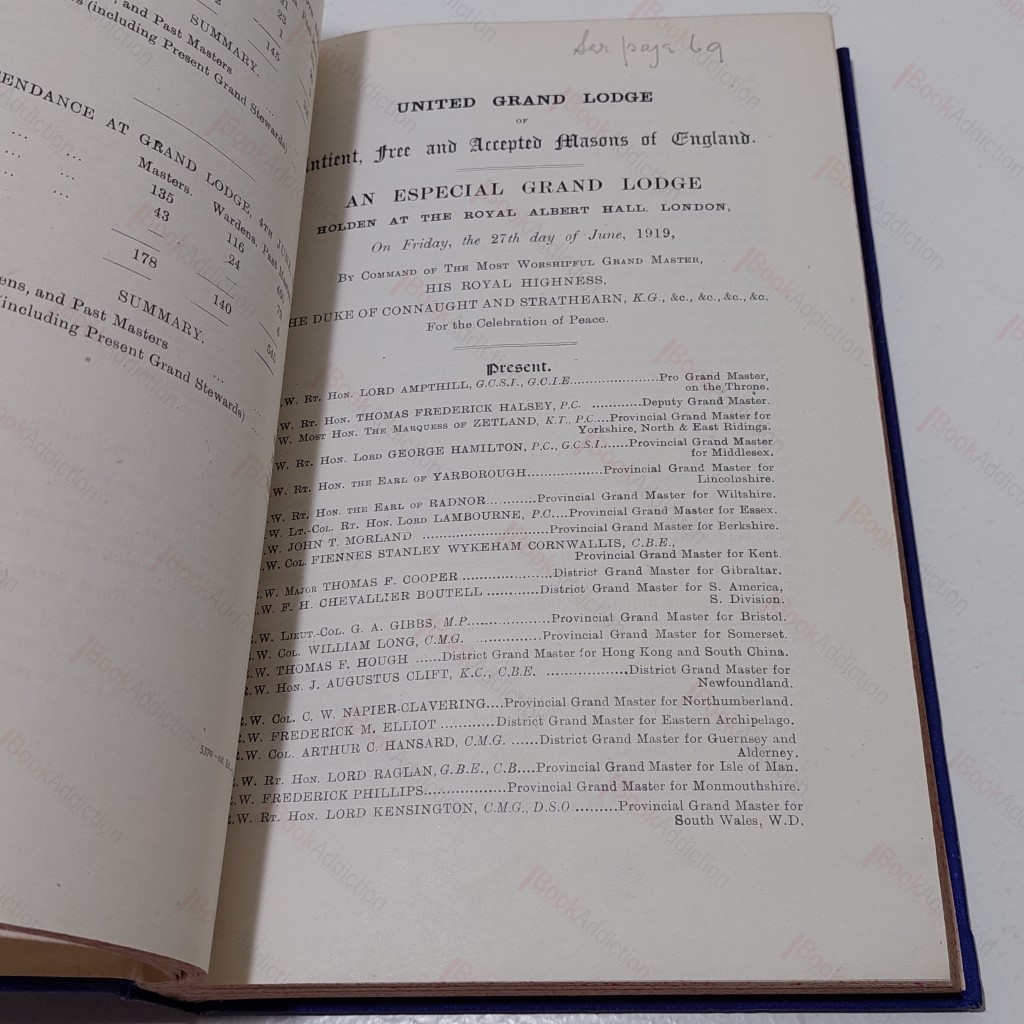 21
23
1
145
SUMMARY.
and Past Masters
(including Present Grand Stewards)
...
ENDANCE AT GRAND LODGE, 4TH JUNE,
Masters. Wardens. Past Masters
... ... 135 116
... ... 43 24
... ... — —
178 140
SUMMARY.
ens, and Past Masters ...
(including Present Grand Stewards) ...
See page 69
UNITED GRAND LODGE
OF
ntient, Free and Accepted Masons of England.
AN ESPECIAL GRAND LODGE
HOLDEN AT THE ROYAL ALBERT HALL, LONDON,
On Friday, the 27th day of June, 1919,
BY COMMAND OF THE MOST WORSHIPFUL GRAND MASTER,
HIS ROYAL HIGHNESS,
HE DUKE OF CONNAUGHT AND STRATHEARN, K.G., &c., &c., &c., &c.
For the Celebration of Peace.
Present.
.W. RT. HON. LORD AMPTHILL, G.C.S.I., G.C.I.E.....................Pro Grand Master,
on the Throne.
W. RT. HON. THOMAS FREDERICK HALSEY, P.C. ............Deputy Grand Master.
W. MOST HON. THE MARQUESS OF ZETLAND, K.T., P.C....Provincial Grand Master for
Yorkshire, North & East Ridings.
W. RT. HON. LORD GEORGE HAMILTON, P.C., G.C.S.I.......Provincial Grand Master
for Middlesex.
.W. RT. HON. THE EARL OF YARBOROUGH...............Provincial Grand Master for
Lincolnshire.
.W. RT. HON. THE EARL OF RADNOR............Provincial Grand Master for Wiltshire.
.W. LT.-COL. RT. HON. LORD LAMBOURNE, P.C....Provincial Grand Master for Essex.
.W. JOHN T. MORLAND .........................Provincial Grand Master for Berkshire.
.W. COL. FIENNES STANLEY WYKEHAM CORNWALLIS, C.B.E.,
Provincial Grand Master for Kent.
.W. MAJOR THOMAS F. COOPER ......................District Grand Master for Gibraltar.
.W. F. H. CHEVALLIER BOUTELL ............District Grand Master for S. America,
S. Division.
.W. LIEUT.-COL. G. A. GIBBS, M.P....................Provincial Grand Master for Bristol.
.W. COL. WILLIAM LONG, C.M.G. ...............Provincial Grand Master for Somerset.
.W. THOMAS F. HOUGH ......District Grand Master for Hong Kong and South China.
.W. HON. J. AUGUSTUS CLIFT, K.C., C.B.E. ..................District Grand Master for
Newfoundland.
.W. COL. C. W. NAPIER-CLAVERING....Provincial Grand Master for Northumberland.
.W. FREDERICK M. ELLIOT ............District Grand Master for Eastern Archipelago.
.W. COL. ARTHUR C. HANSARD, C.M.G. ......District Grand Master for Guernsey and
Alderney.
.W. RT. HON. LORD RAGLAN, G.B.E., C.B....Provincial Grand Master for Isle of Man.
.W. FREDERICK PHILLIPS..................Provincial Grand Master for Monmouthshire.
.W. RT. HON. LORD KENSINGTON, C.M.G., D.S.O .........Provincial Grand Master for
South Wales, W.D.
BookAddiction